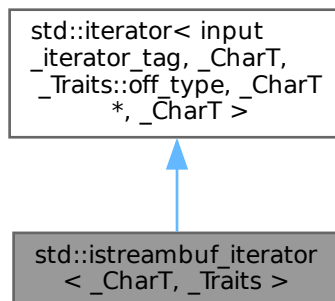 std::iterator< input
_iterator_tag, _CharT,
_Traits::off_type, _CharT
*, _CharT >
std::istreambuf_iterator
< _CharT, _Traits >